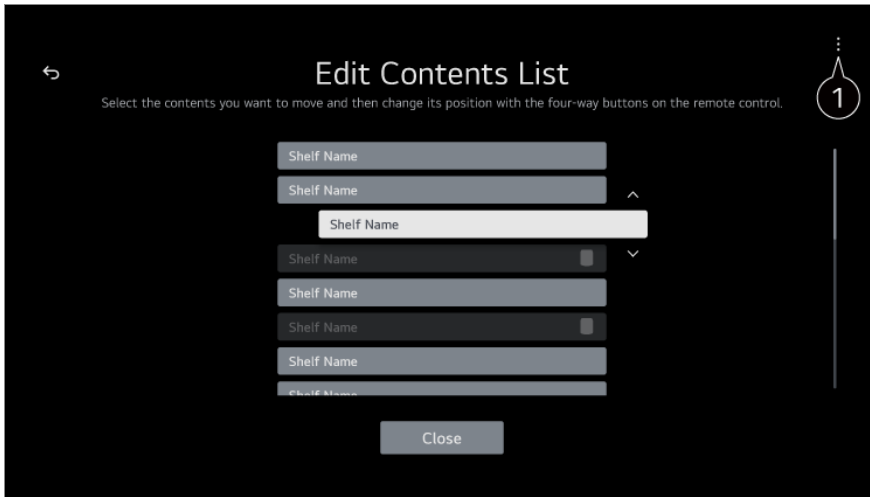 Edit Contents List
Select the contents you want to move and then change its position with the four-way buttons on the remote control.
1
Shelf Name
Shelf Name
Shelf Name
Shelf Name
Shelf Name
Shelf Name
Shelf Name
Shelf Name
Close